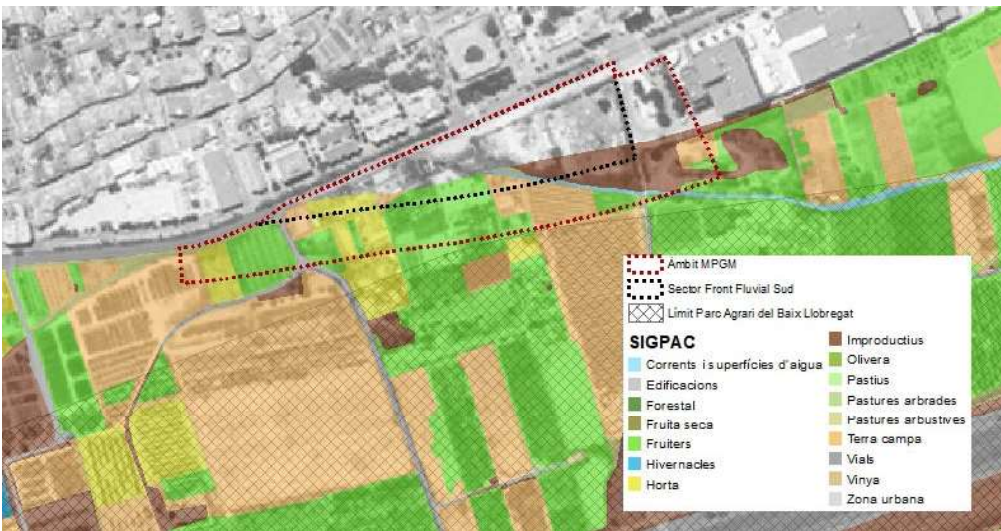 Ambit MPGM
Sector Front Fluvial Sud
Límit Parc Agrari del Baix Llobregat
SIGPAC
Corrents i superfícies d'aigua
Edificacions
Forestal
Fruita seca
Fruiters
Hivernacles
Horta
Improductius
Olivera
Pastius
Pastures arbrades
Pastures arbustives
Terra campa
Vials
Vinya
Zona urbana